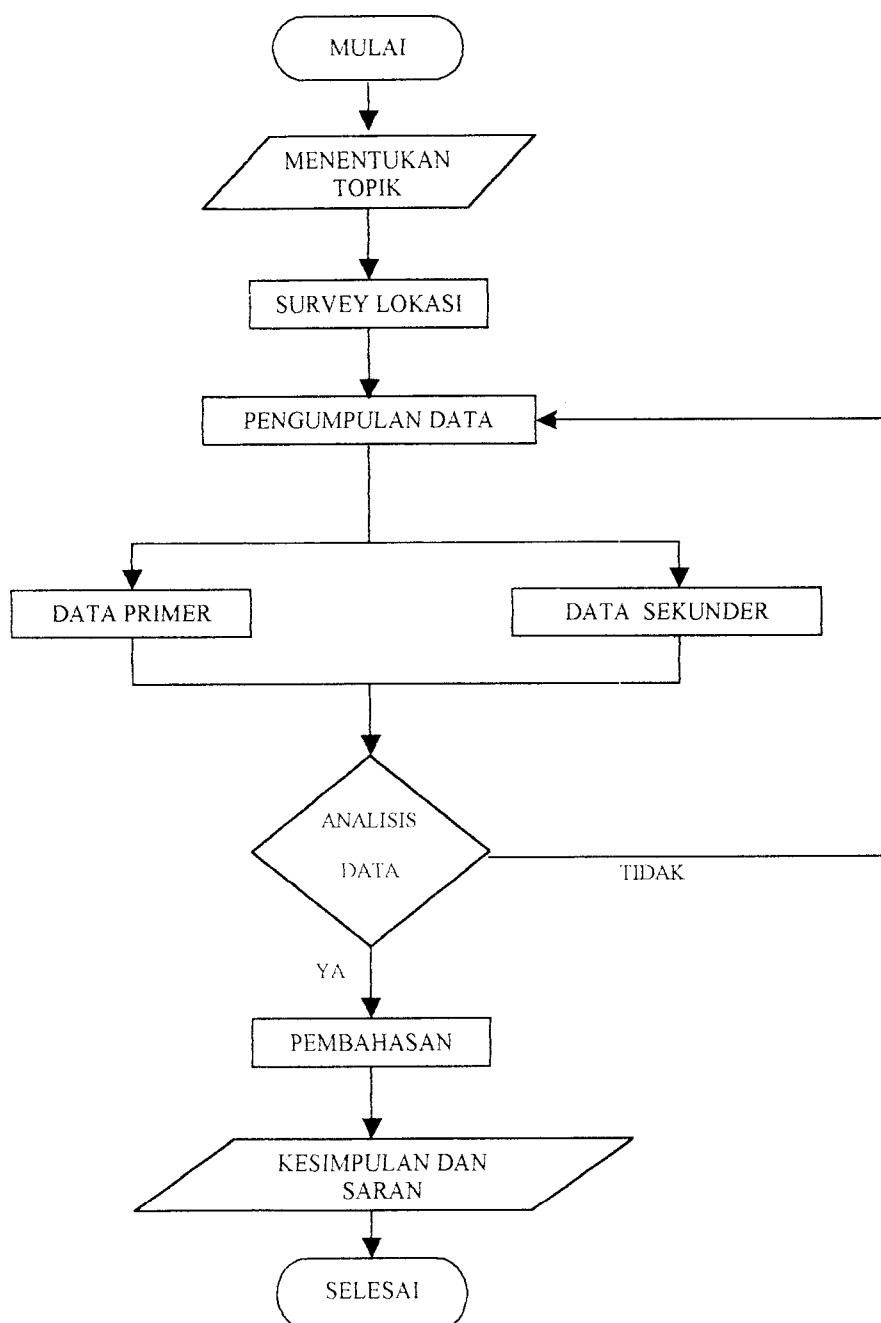 MULAI
MENENTUKAN
TOPIK
SURVEY LOKASI
PENGUMPULAN DATA
DATA PRIMER
DATA SEKUNDER
ANALISIS
DATA
TIDAK
YA
PEMBAHASAN
KESIMPULAN DAN
SARAN
SELESAI